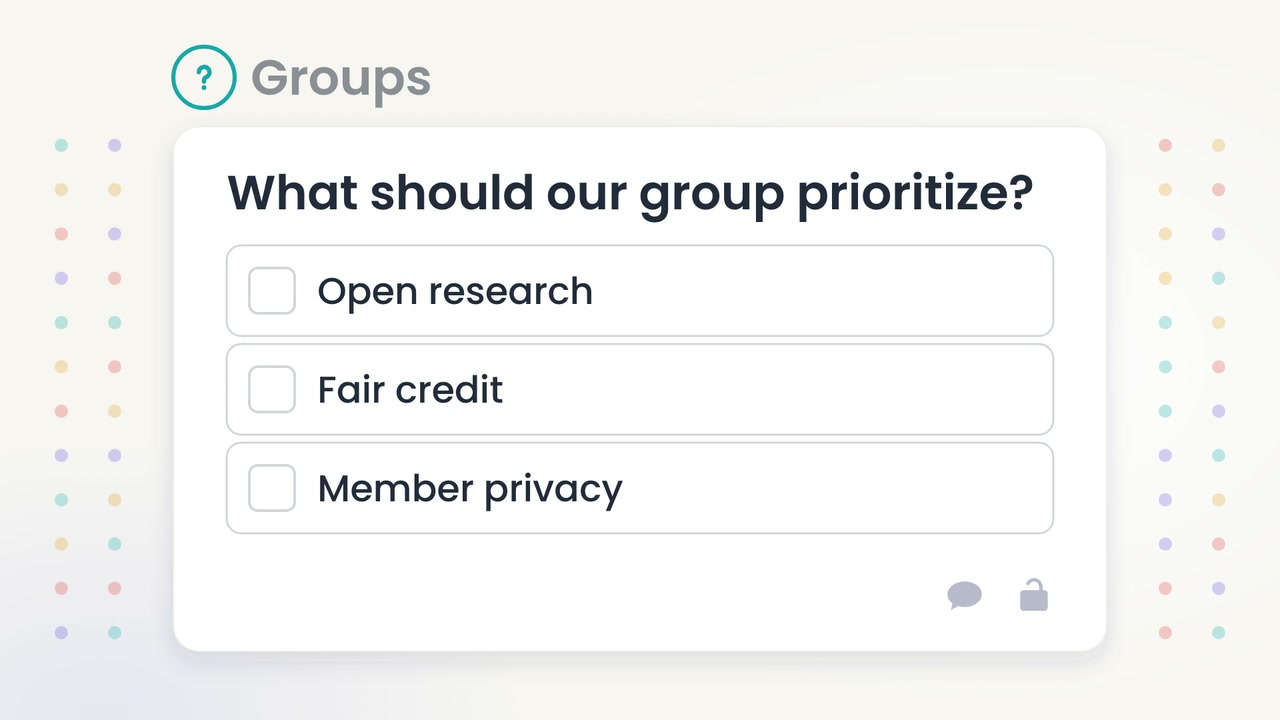 ? Groups
What should our group prioritize?
Open research
Fair credit
Member privacy